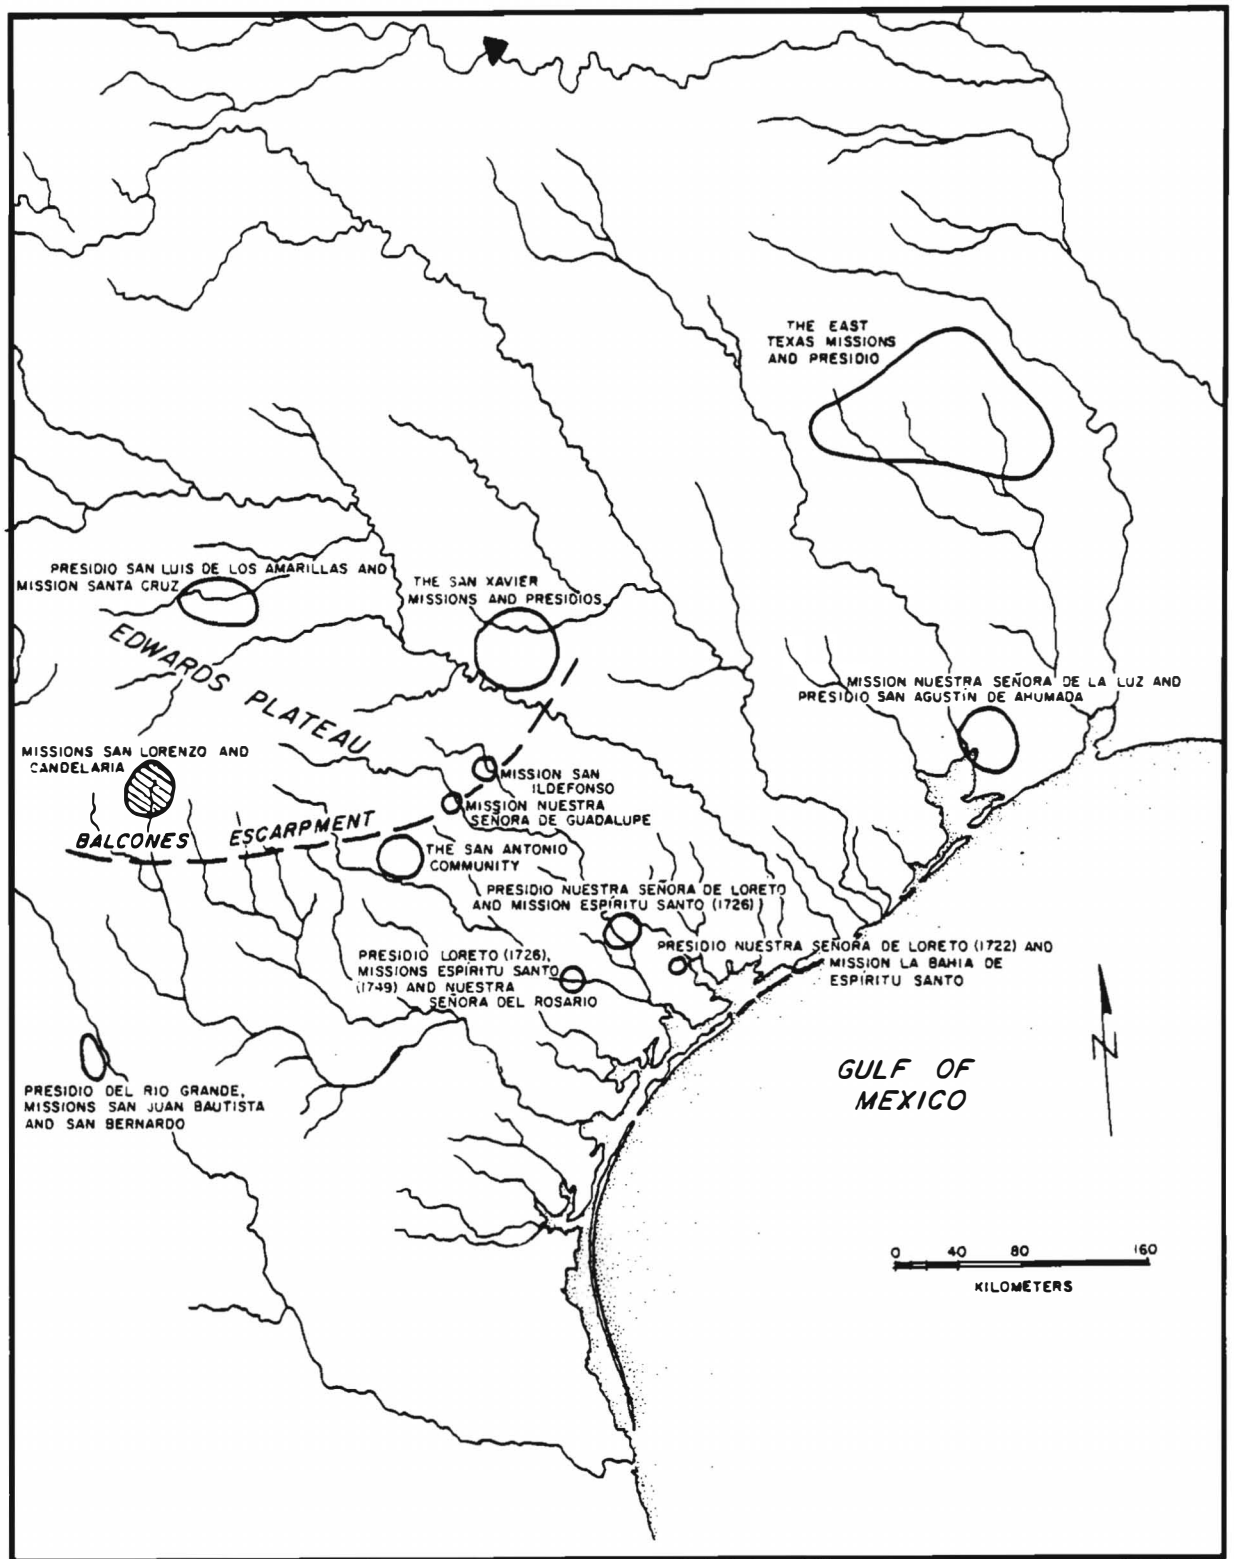 THE EAST
TEXAS MISSIONS
AND PRESIDIO
PRESIDIO SAN LUIS DE LOS AMARILLAS AND
MISSION SANTA CRUZ
THE SAN XAVIER
MISSIONS AND PRESIDIOS
EDWARDS PLATEAU
MISSION NUESTRA SEÑORA DE LA LUZ AND
PRESIDIO SAN AGUSTÍN DE AHUMADA
MISSIONS SAN LORENZO AND
CANDELARIA
MISSION SAN
ILDEFONSO
MISSION NUESTRA
SEÑORA DE GUADALUPE
BALCONES ESCARPMENT
THE SAN ANTONIO
COMMUNITY
PRESIDIO NUESTRA SEÑORA DE LORETO
AND MISSION ESPÍRITU SANTO (1726)
PRESIDIO LORETO (1726),
MISSIONS ESPÍRITU SANTO
(1749) AND NUESTRA
SEÑORA DEL ROSARIO
PRESIDIO NUESTRA SEÑORA DE LORETO (1722) AND
MISSION LA BAHIA DE
ESPÍRITU SANTO
PRESIDIO DEL RIO GRANDE,
MISSIONS SAN JUAN BAUTISTA
AND SAN BERNARDO
GULF OF
MEXICO
N
0 40 80 160
KILOMETERS